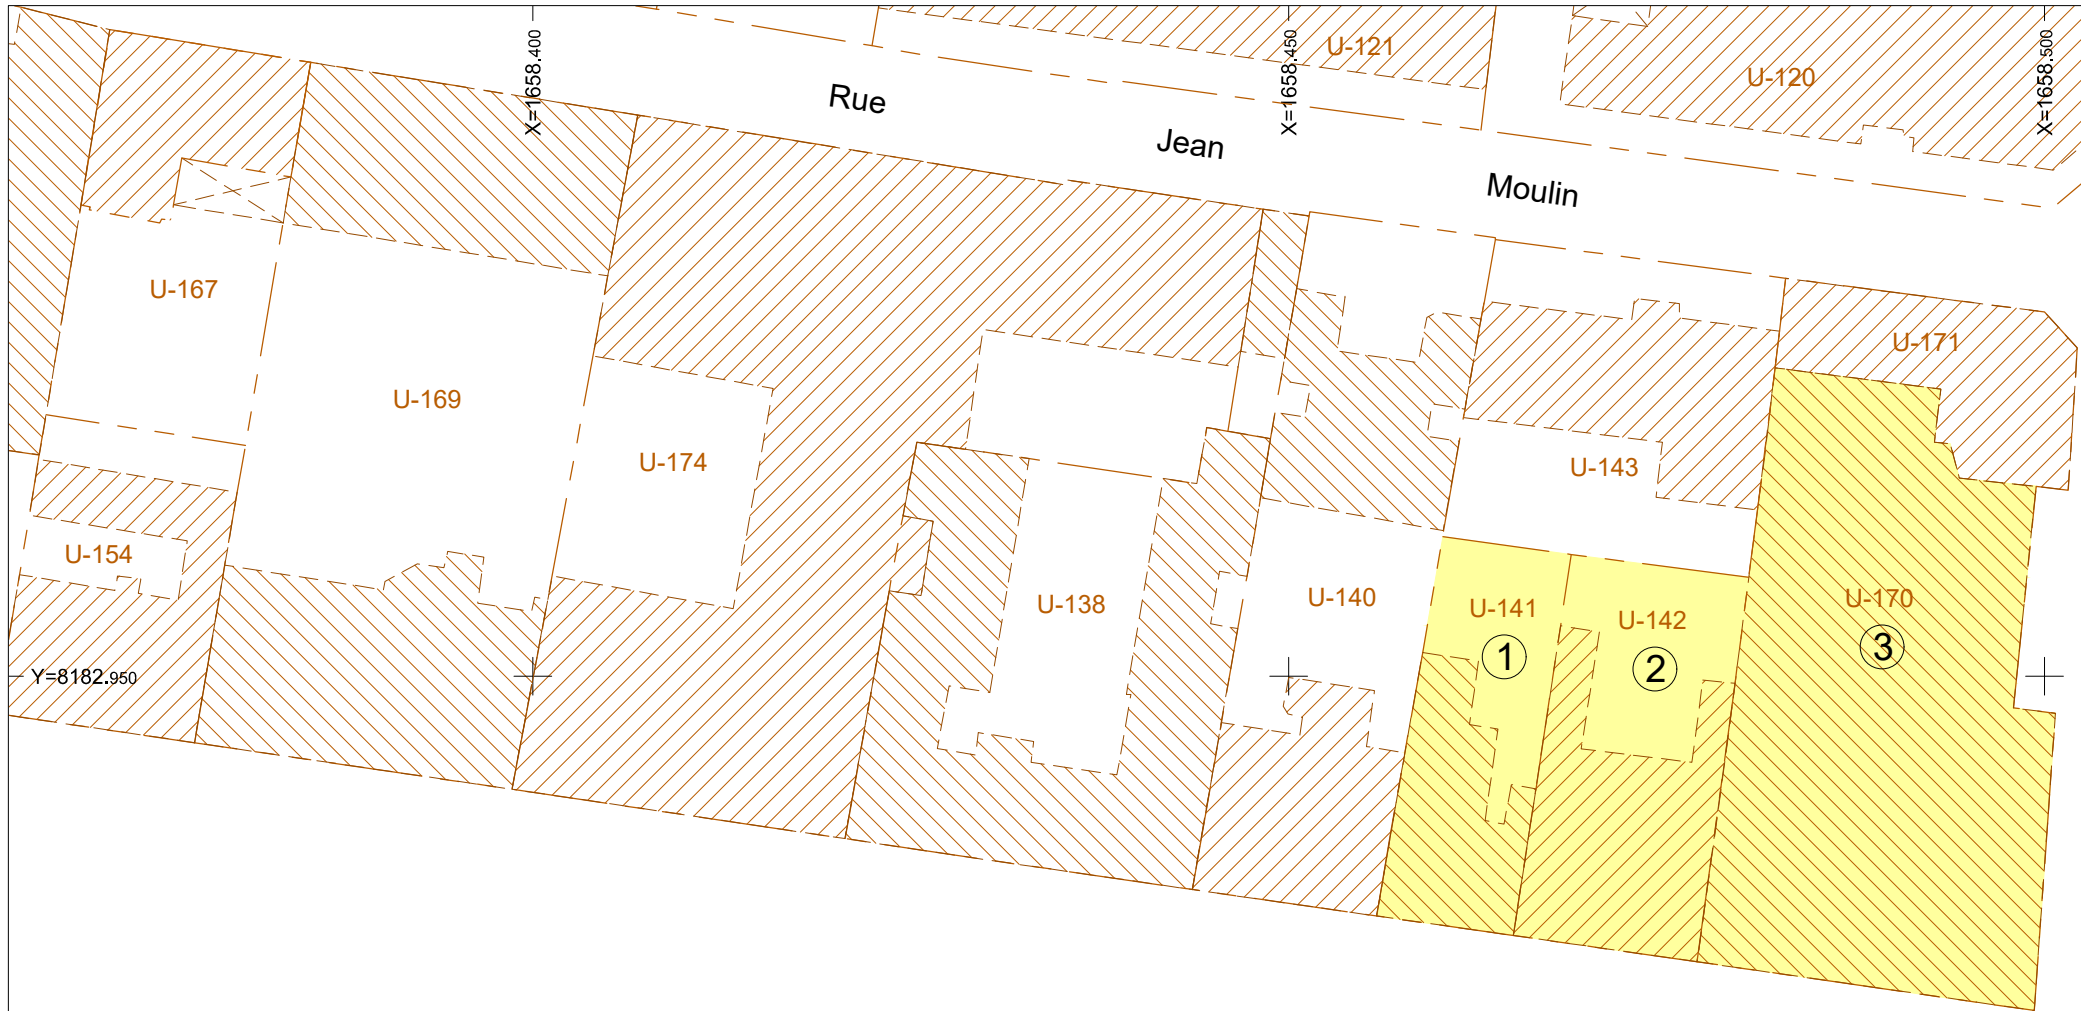 X=1658.400
X=1658.450
X=1658.500
U-121
U-120
Rue
Jean
Moulin
U-167
U-169
U-174
U-171
U-143
U-154
U-138
U-140
U-141
U-142
U-170
1
2
3
Y=8182.950